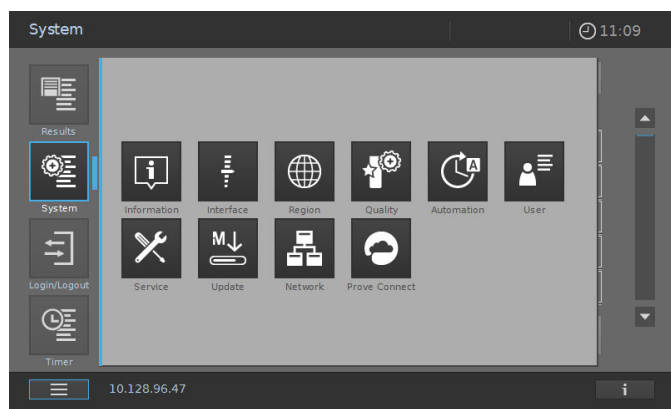 System
11:09
Results
System
Login/Logout
Timer
Information
Interface
Region
Quality
A
Automation
User
Service
M
Update
Network
Prove Connect
10.128.96.47
i